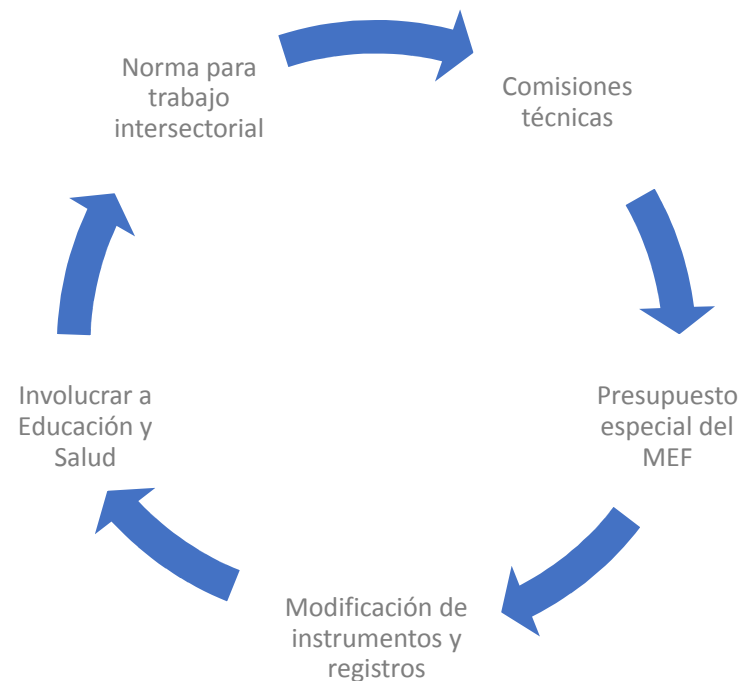 Norma para
trabajo
intersectorial
Comisiones
técnicas
Presupuesto
especial del
MEF
Modificación de
instrumentos y
registros
Involucrar a
Educación y
Salud